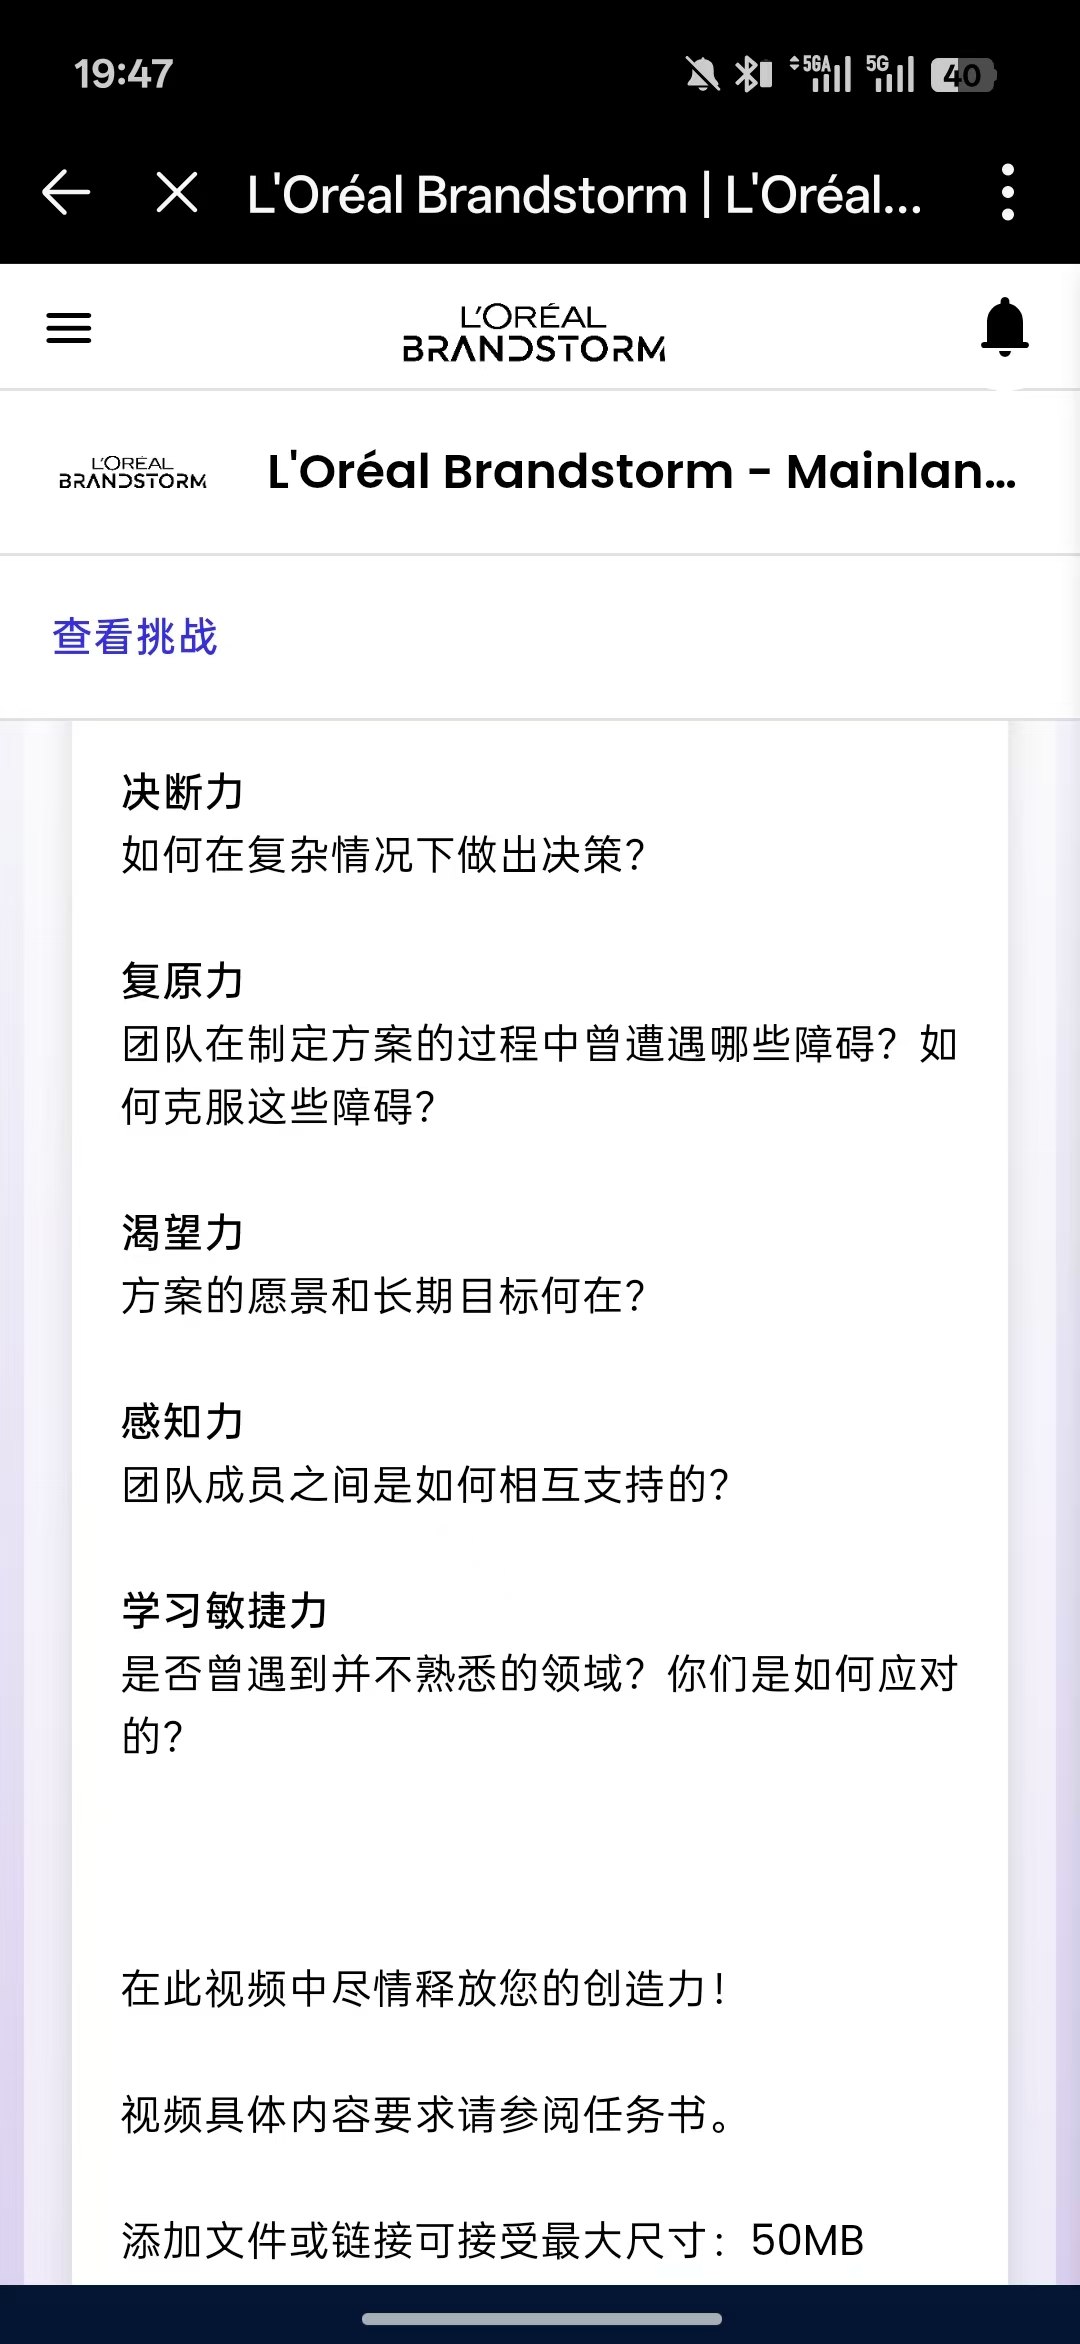 19:47
5GA 5G 40
L'Oréal Brandstorm | L'Oréal...
L'ORÉAL
BRANDSTORM
L'ORÉAL
BRANDSTORM
L'Oréal Brandstorm - Mainlan...
查看挑战
决断力
如何在复杂情况下做出决策？
复原力
团队在制定方案的过程中曾遭遇哪些障碍？如
何克服这些障碍？
渴望力
方案的愿景和长期目标何在？
感知力
团队成员之间是如何相互支持的？
学习敏捷力
是否曾遇到并不熟悉的领域？你们是如何应对
的？
在此视频中尽情释放您的创造力！
视频具体内容要求请参阅任务书。
添加文件或链接可接受最大尺寸：50MB